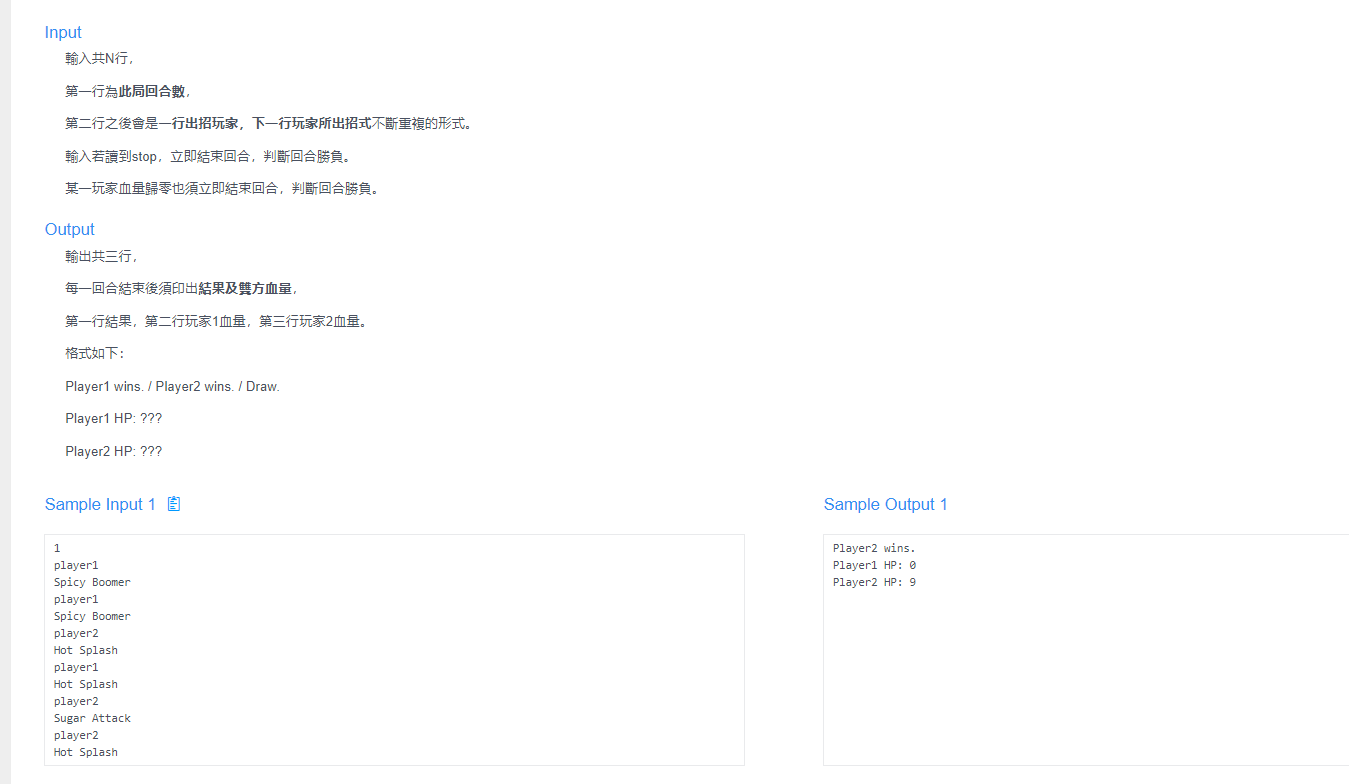 Input
輸入共N行，
第一行為此局回合數，
第二行之後會是一行出招玩家，下一行玩家所出招式不斷重複的形式。
輸入若讀到stop，立即結束回合，判斷回合勝負。
某一玩家血量歸零也須立即結束回合，判斷回合勝負。
Output
輸出共三行，
每一回合結束後須印出結果及雙方血量，
第一行結果，第二行玩家1血量，第三行玩家2血量。
格式如下：
Player1 wins. / Player2 wins. / Draw.
Player1 HP: ???
Player2 HP: ???
Sample Input 1
1
player1
Spicy Boomer
player1
Spicy Boomer
player2
Hot Splash
player1
Hot Splash
player2
Sugar Attack
player2
Hot Splash
Sample Output 1
Player2 wins.
Player1 HP: 0
Player2 HP: 9